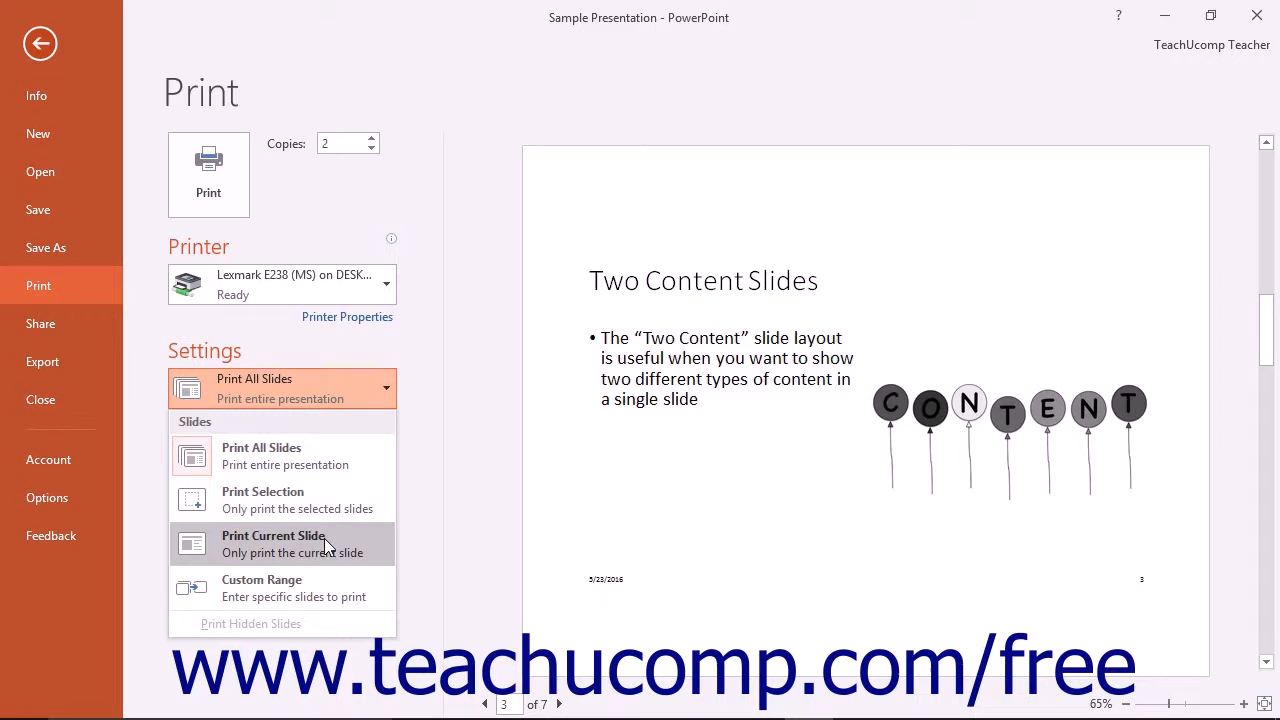 Sample Presentation - PowerPoint
?
TeachUcomp Teacher
Info
New
Open
Save
Save As
Print
Share
Export
Close
Account
Options
Feedback
Print
Print
Copies: 2
Printer
Lexmark E238 (MS) on DESK...
Ready
Printer Properties
Settings
Print All Slides
Print entire presentation
Slides
Print All Slides
Print entire presentation
Print Selection
Only print the selected slides
Print Current Slide
Only print the current slide
Custom Range
Enter specific slides to print
Print Hidden Slides
Two Content Slides
• The “Two Content” slide layout
is useful when you want to show
two different types of content in
a single slide
CONTENT
5/23/2016 3
www.teachucomp.com/free
3 of 7
65%